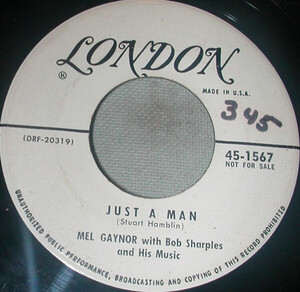 LONDON
®
MADE IN U.S.A.
345
(DRF-20319)
45-1567
NOT FOR SALE
JUST A MAN
(Stuart Hamblin)
MEL GAYNOR with Bob Sharples
and His Music
UNAUTHORIZED PUBLIC PERFORMANCE, BROADCASTING AND COPYING OF THIS RECORD PROHIBITED